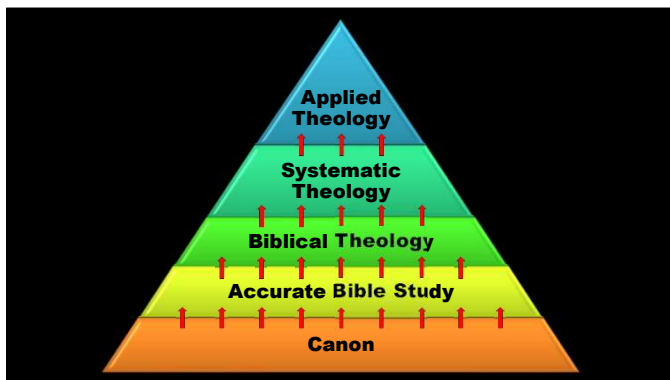 Applied
Theology
Systematic
Theology
Biblical Theology
Accurate Bible Study
Canon